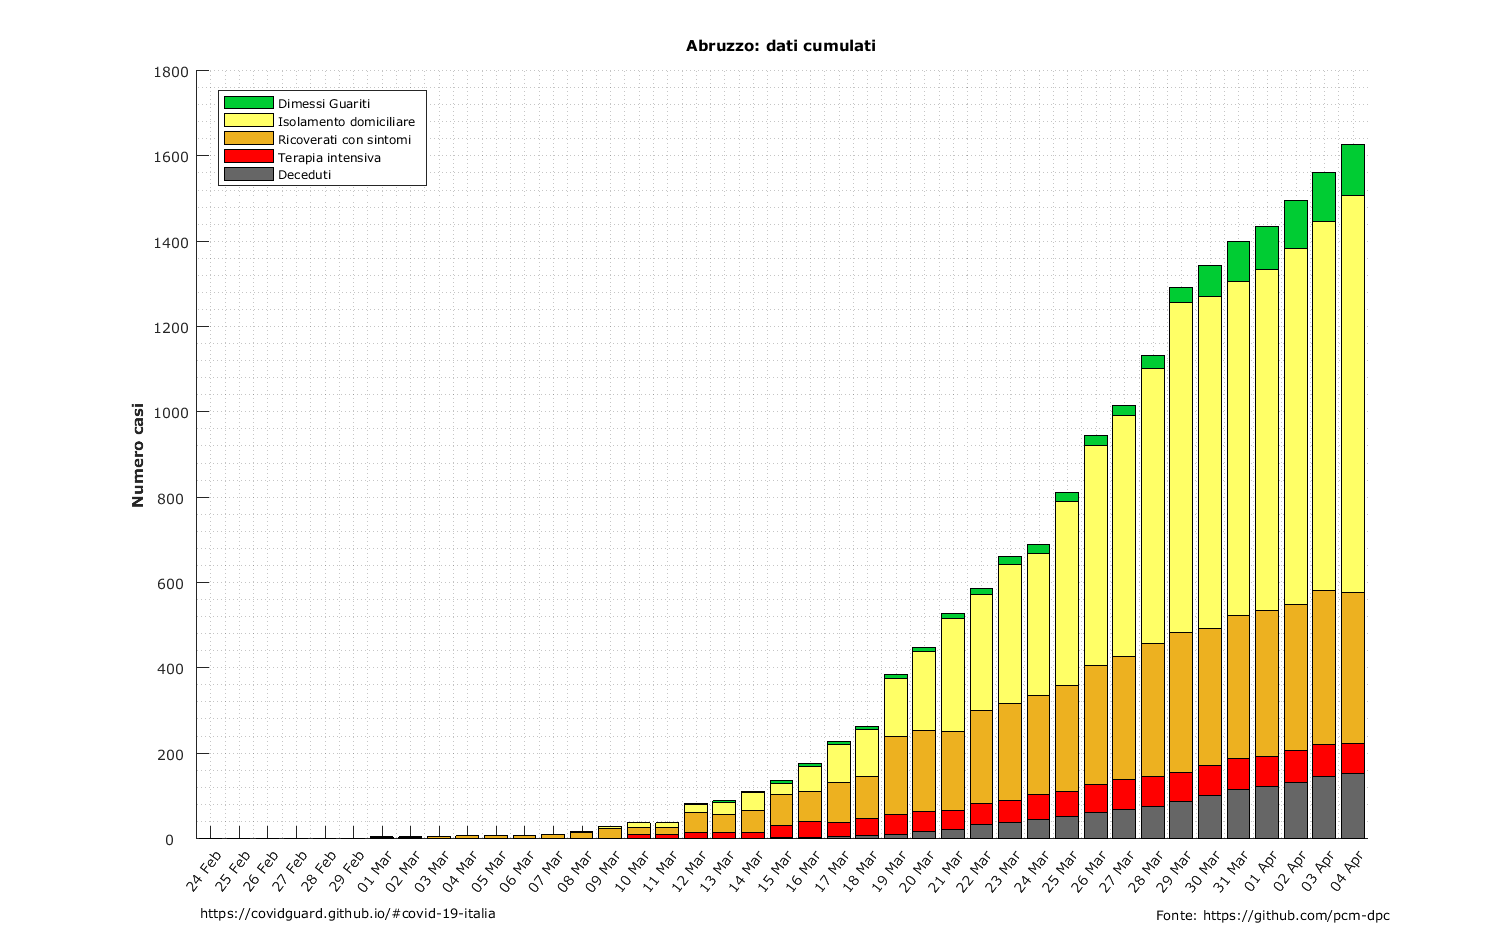 Abruzzo: dati cumulati
1800
1600
1400
1200
1000
800
600
400
200
0
Numero casi
Dimessi Guariti
Isolamento domiciliare
Ricoverati con sintomi
Terapia intensiva
Deceduti
24 Feb
25 Feb
26 Feb
27 Feb
28 Feb
29 Feb
01 Mar
02 Mar
03 Mar
04 Mar
05 Mar
06 Mar
07 Mar
08 Mar
09 Mar
10 Mar
11 Mar
12 Mar
13 Mar
14 Mar
15 Mar
16 Mar
17 Mar
18 Mar
19 Mar
20 Mar
21 Mar
22 Mar
23 Mar
24 Mar
25 Mar
26 Mar
27 Mar
28 Mar
29 Mar
30 Mar
31 Mar
01 Apr
02 Apr
03 Apr
04 Apr
https://covidguard.github.io/#covid-19-italia
Fonte: https://github.com/pcm-dpc